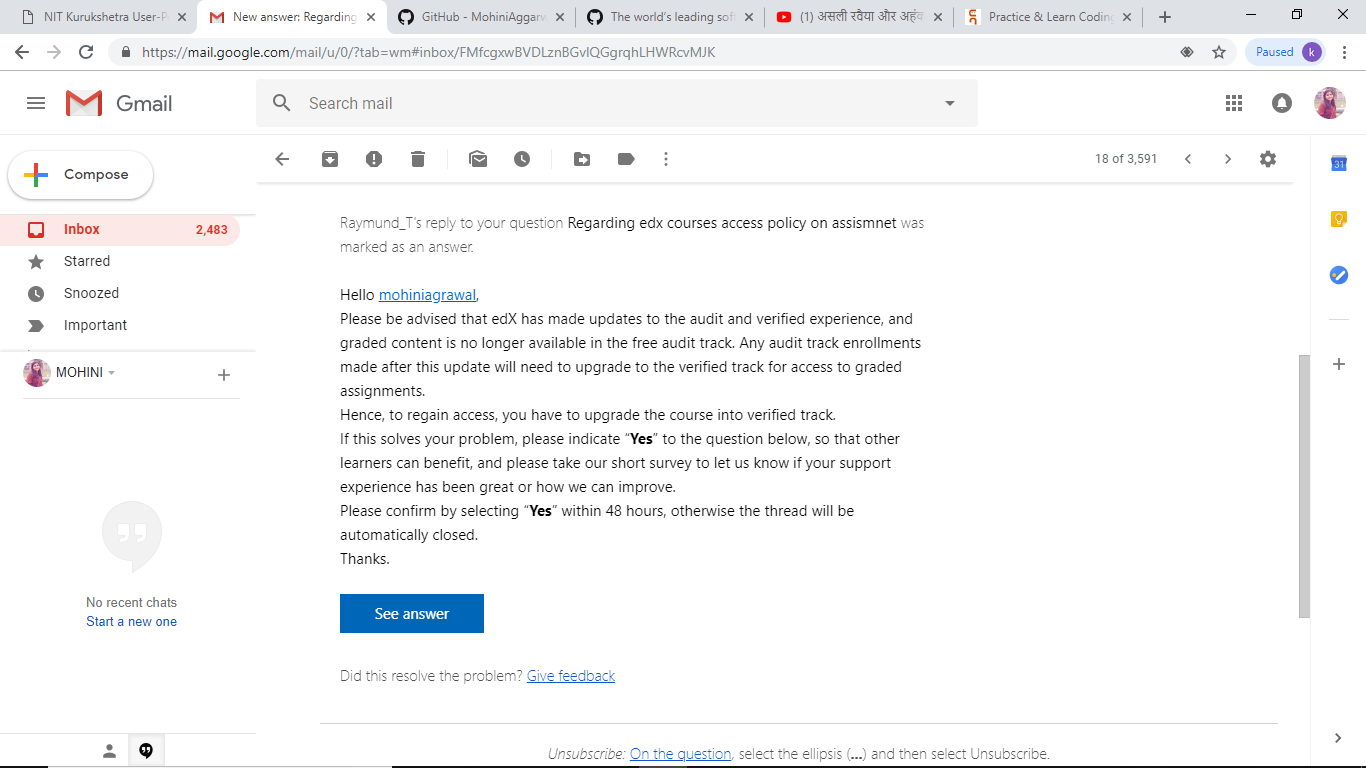 NIT Kurukshetra User-P
New answer: Regarding
GitHub - MohiniAggarw
The world's leading soft
(1) असली रवैया और अहंक
Practice & Learn Coding
https://mail.google.com/mail/u/0/?tab=wm#inbox/FMfcgxwBVDLznBGvlQGgrqhLHWRcvMJK
Paused
k
Gmail
Search mail
Compose
18 of 3,591
31
Inbox 2,483
Starred
Snoozed
Important
MOHINI
No recent chats
Start a new one
Raymund_T's reply to your question Regarding edx courses access policy on assismnet was
marked as an answer.
Hello mohiniagrawal,
Please be advised that edX has made updates to the audit and verified experience, and
graded content is no longer available in the free audit track. Any audit track enrollments
made after this update will need to upgrade to the verified track for access to graded
assignments.
Hence, to regain access, you have to upgrade the course into verified track.
If this solves your problem, please indicate “Yes” to the question below, so that other
learners can benefit, and please take our short survey to let us know if your support
experience has been great or how we can improve.
Please confirm by selecting “Yes” within 48 hours, otherwise the thread will be
automatically closed.
Thanks.
See answer
Did this resolve the problem? Give feedback
Unsubscribe: On the question, select the ellipsis (...) and then select Unsubscribe.